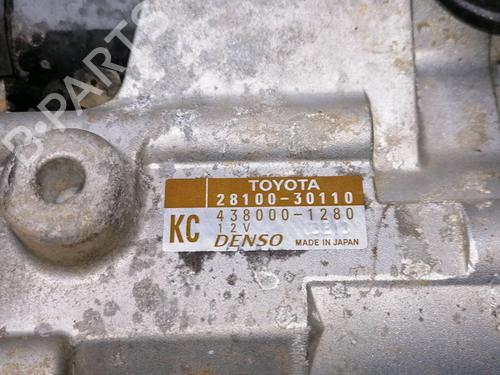 B-PARTS
TOYOTA
28100-30110
438000-1280
KC 12V
DENSO MADE IN JAPAN